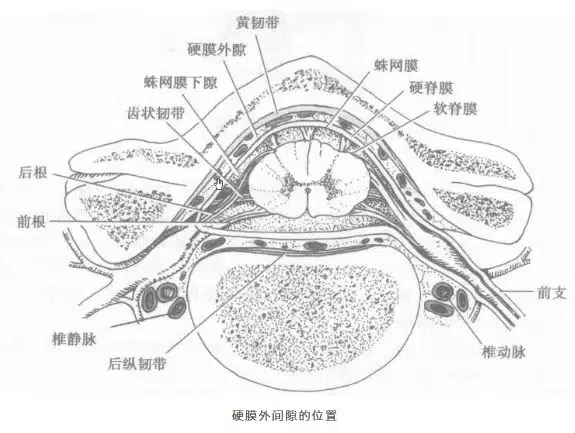 黄韧带
硬膜外隙
蛛网膜下隙
齿状韧带
蛛网膜
硬脊膜
软脊膜
后根
前根
前支
椎静脉
后纵韧带
椎动脉
硬膜外间隙的位置